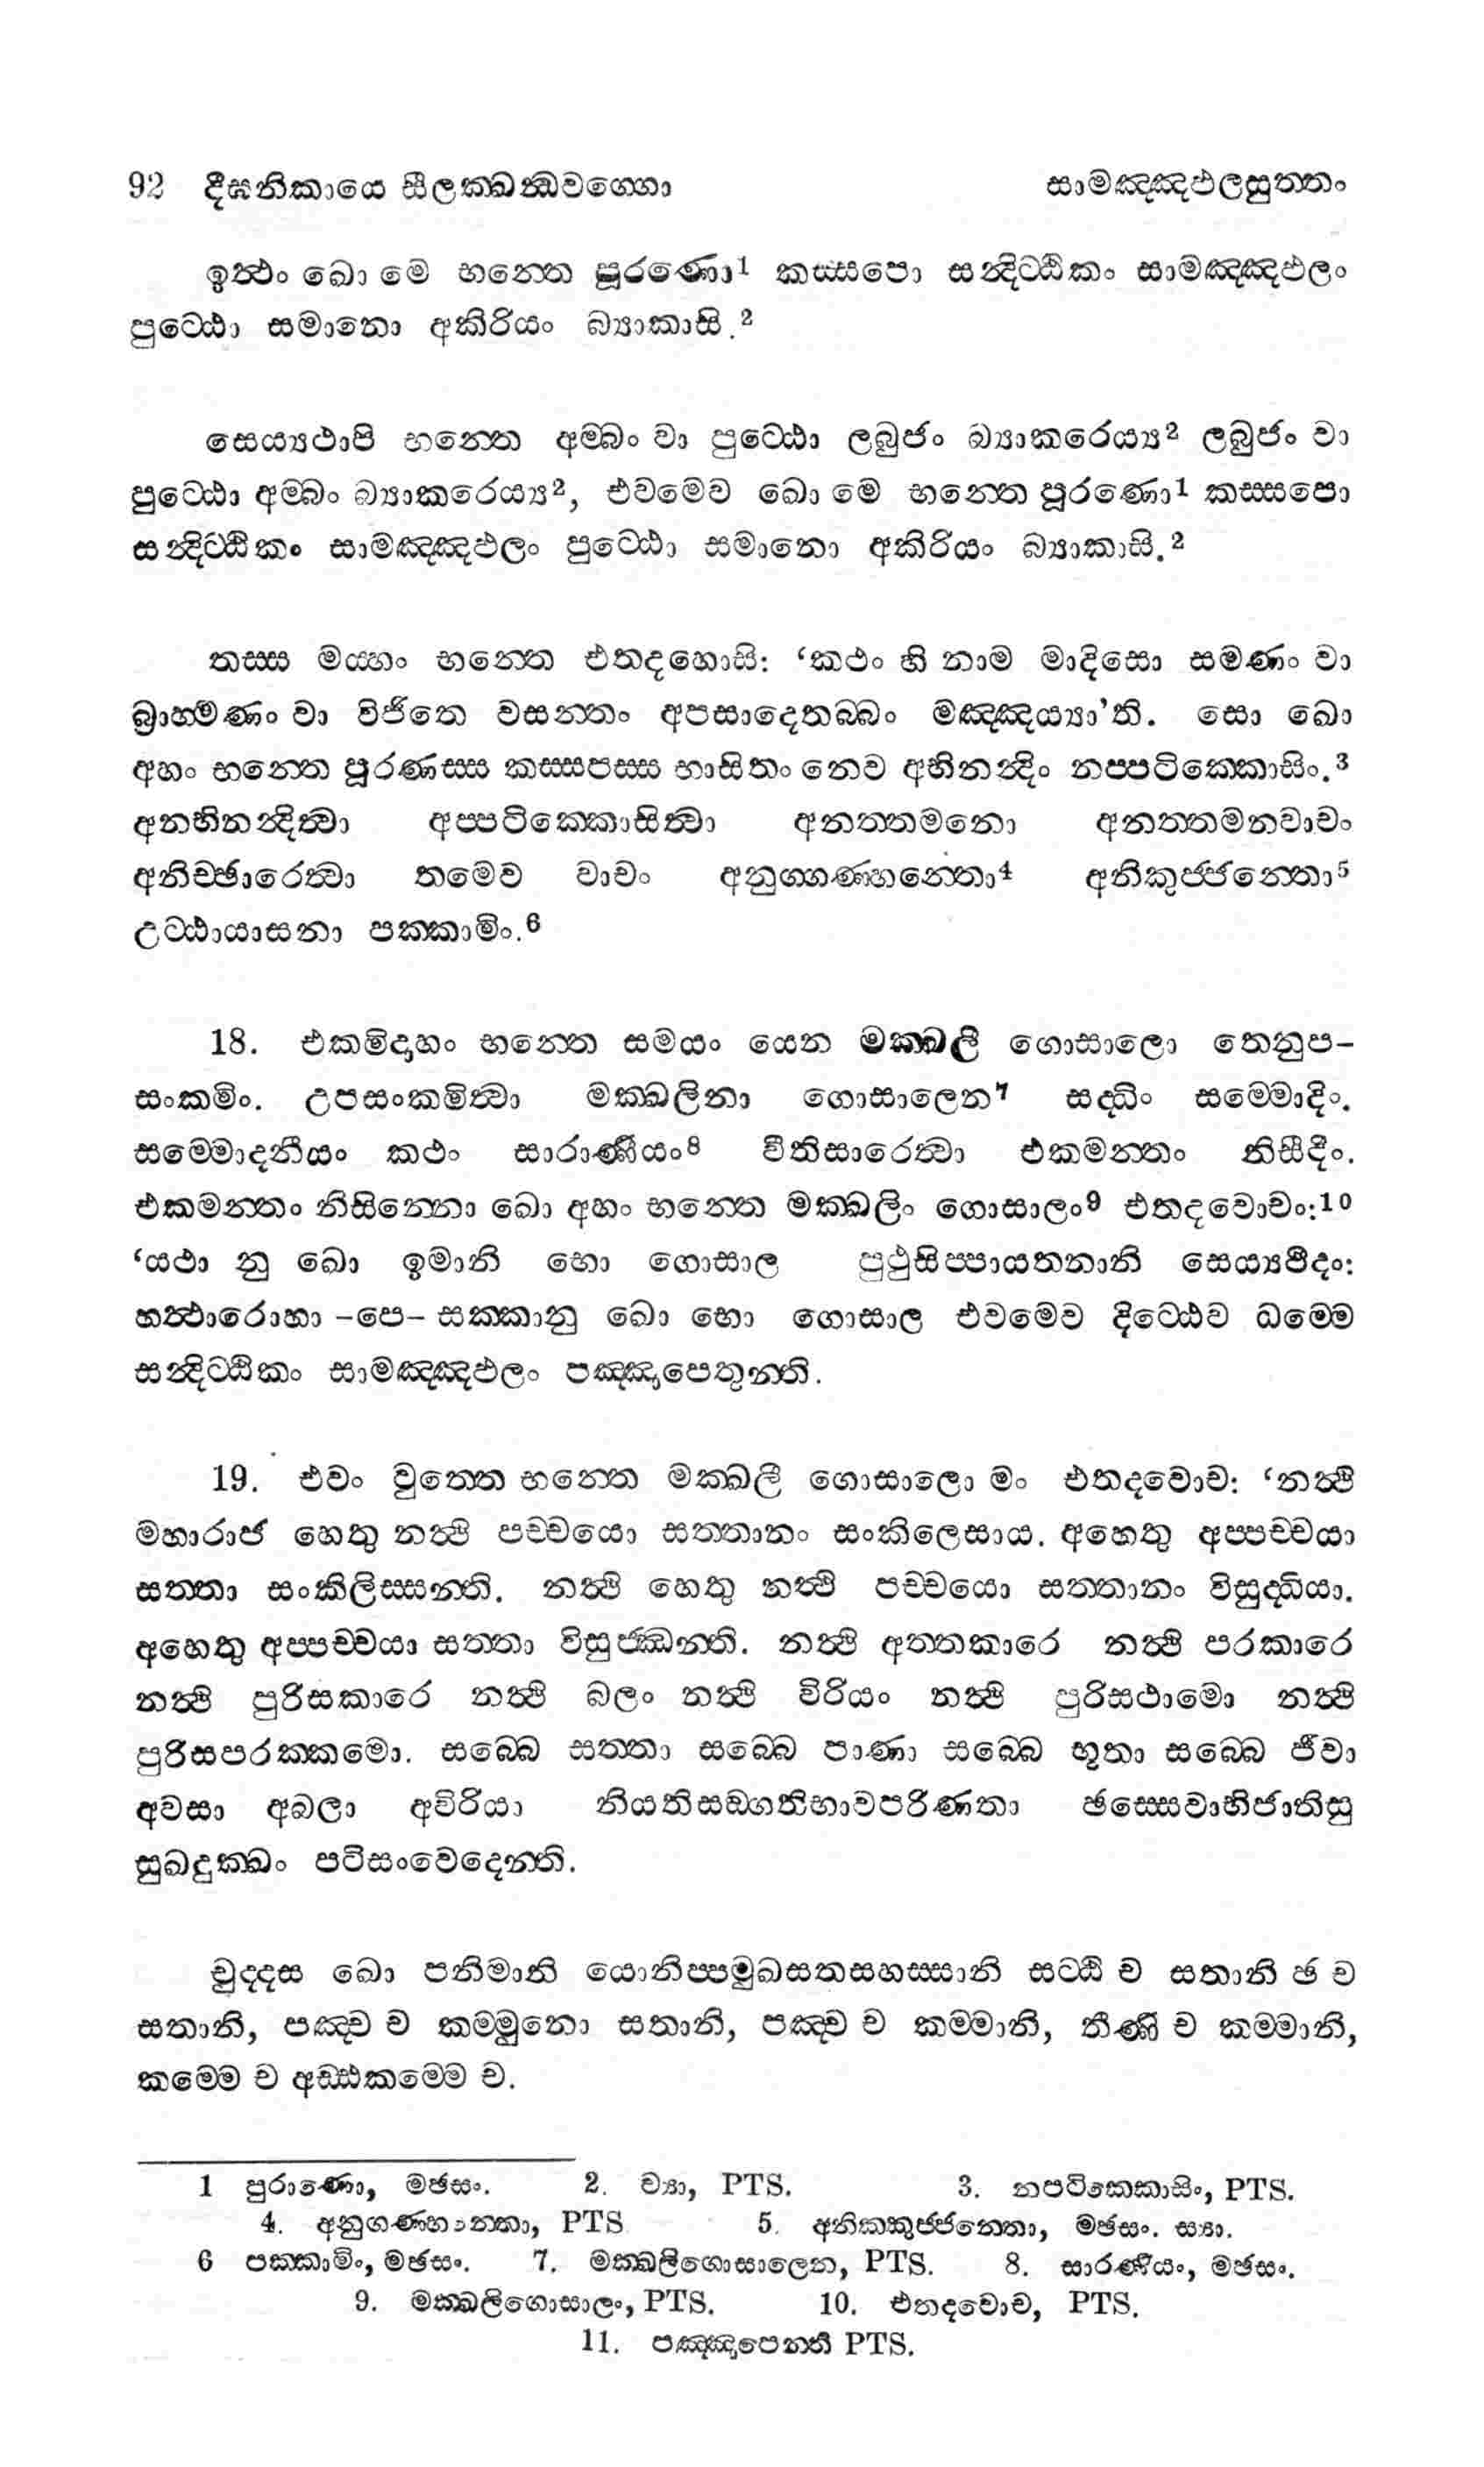 92 දීඝනිකායෙ සීලක්ඛන්ධවග්ගො සාමඤ්ඤඵලසුත්තං
ඉත්ථං ඛො මෙ භන්තෙ පූරණො1 කස්සපො සන්දිට්ඨිකං සාමඤ්ඤඵලං
පුට්ඨො සමානො අකිරියං බ්‍යාකාසි.2
සෙය්‍යථාපි භන්තෙ අම්බං වා පුට්ඨො ලබුජං බ්‍යාකරෙය්‍ය2 ලබුජං වා
පුට්ඨො අම්බං බ්‍යාකරෙය්‍ය2, එවමෙව ඛො මෙ භන්තෙ පූරණො1 කස්සපො
සන්දිට්ඨිකං සාමඤ්ඤඵලං පුට්ඨො සමානො අකිරියං බ්‍යාකාසි.2
තස්ස මය්හං භන්තෙ එතදහොසි: ‘කථං හි නාම මාදිසො සමණං වා
බ්‍රාහ්මණං වා විජිතෙ වසන්තං අපසාදෙතබ්බං මඤ්ඤෙය්‍යා’ති. සො ඛො
අහං භන්තෙ පූරණස්ස කස්සපස්ස භාසිතං නෙව අභිනන්දිං නප්පටික්කොසිං.3
අනභිනන්දිත්වා අප්පටික්කොසිත්වා අනත්තමනො අනත්තමනවාචං
අනිච්ඡාරෙත්වා තමෙව වාචං අනුග්ගණ්හන්තො4 අනිකුජ්ජන්තො5
උට්ඨායාසනා පක්කාමිං.6
18. එකමිදාහං භන්තෙ සමයං යෙන මක්ඛලි ගොසාලො තෙනුප-
සංකමිං. උපසංකමිත්වා මක්ඛලිනා ගොසාලෙන7 සද්ධිං සම්මොදිං.
සම්මොදනීයං කථං සාරාණීයං8 වීතිසාරෙත්වා එකමන්තං නිසීදිං.
එකමන්තං නිසින්නො ඛො අහං භන්තෙ මක්ඛලිං ගොසාලං9 එතදවොචං:10
‘යථා නු ඛො ඉමානි භො ගොසාල පුථුසිප්පායතනානි සෙය්‍යථීදං:
හත්ථාරොහා -පෙ- සක්කානු ඛො භො ගොසාල එවමෙව දිට්ඨෙව ධම්මෙ
සන්දිට්ඨිකං සාමඤ්ඤඵලං පඤ්ඤාපෙතුන්ති.
19. එවං වුත්තෙ භන්තෙ මක්ඛලී ගොසාලො මං එතදවොච: ‘නත්ථි
මහාරාජ හෙතු නත්ථි පච්චයො සත්තානං සංකිලෙසාය. අහෙතු අප්පච්චයා
සත්තා සංකිලිස්සන්ති. නත්ථි හෙතු නත්ථි පච්චයො සත්තානං විසුද්ධියා.
අහෙතු අප්පච්චයා සත්තා විසුජ්ඣන්ති. නත්ථි අත්තකාරෙ නත්ථි පරකාරෙ
නත්ථි පුරිසකාරෙ නත්ථි බලං නත්ථි විරියං නත්ථි පුරිසථාමො නත්ථි
පුරිසපරක්කමො. සබ්බෙ සත්තා සබ්බෙ පාණා සබ්බෙ භූතා සබ්බෙ ජීවා
අවසා අබලා අවිරියා නියතිසඞ්ගතිභාවපරිණතා ඡස්සෙවාභිජානිසු
සුඛදුක්ඛං පටිසංවෙදෙන්ති.
චුද්දස ඛො පනිමානි යොනිප්පමුඛසතසහස්සානි සට්ඨි ච සතානි ඡ ච
සතානි, පඤ්ච ච කම්මුනො සතානි, පඤ්ච ච කම්මානි, තීණි ච කම්මානි,
කම්මෙ ච අඩ්ඪකම්මෙ ච.
1 පුරාණො, මඡසං. 2. ව්‍යා, PTS. 3. නපටික්කොසිං, PTS.
4. අනුගණ්හන්තා, PTS 5. අනික්කුජ්ජන්තො, මඡසං. ස්‍යා.
6 පක්කාමිං, මඡසං. 7. මක්ඛලිගොසාලෙන, PTS. 8. සාරණීයං, මඡසං.
9. මක්ඛලිගොසාලං, PTS. 10. එතදවොච, PTS.
11. පඤ්ඤාපෙන්ති PTS.